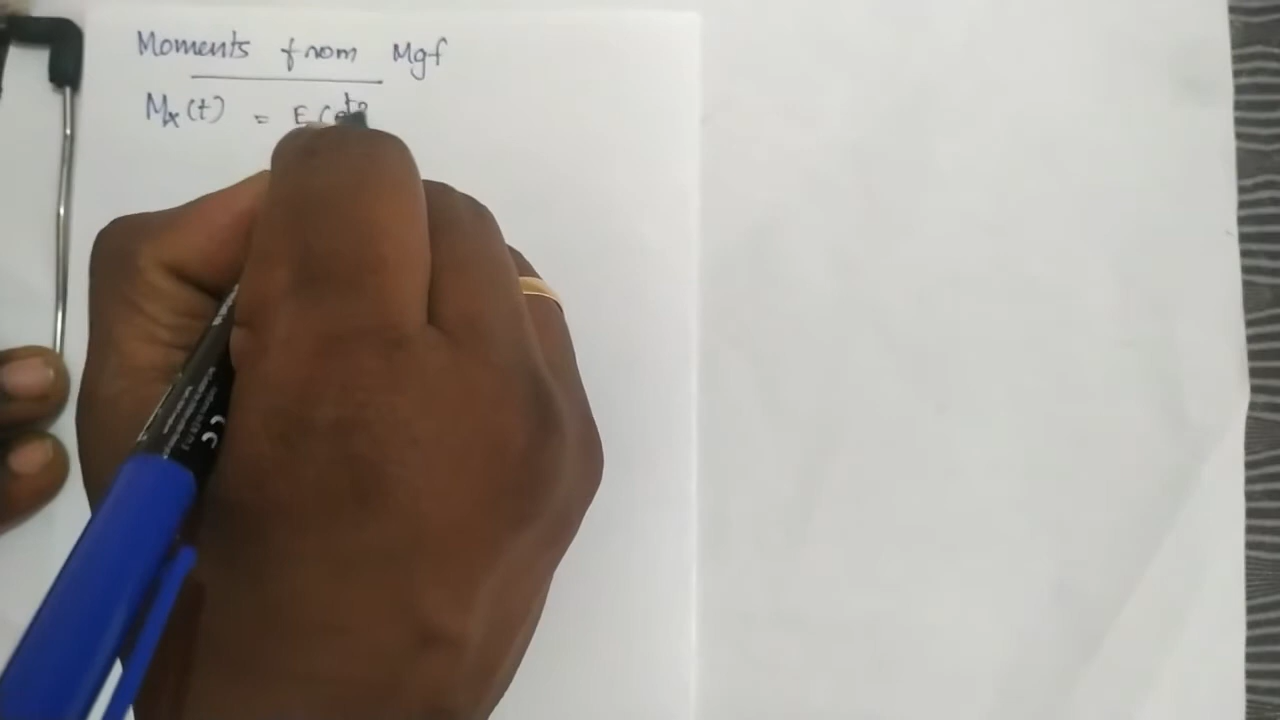 Moments from Mgf
Mx(t) = E(e^t